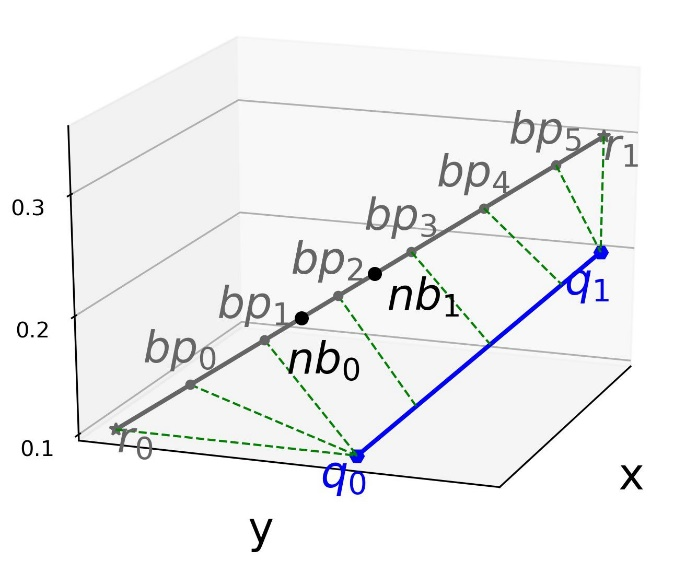 bp₅
r₁
bp₄
0.3
bp₃
bp₂
q₁
nb₁
bp₁
0.2
bp₀
nb₀
r₀
0.1
q₀
x
y